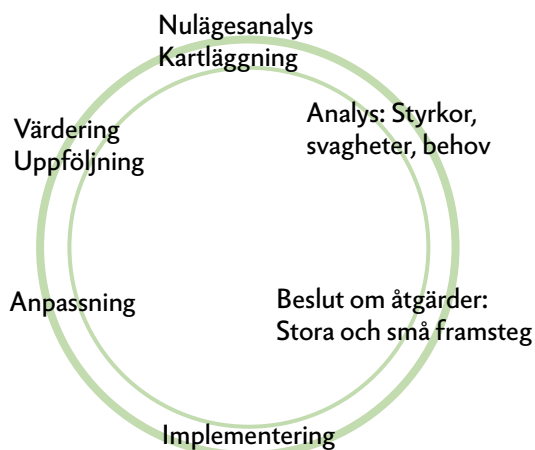 Nulägesanalys
Kartläggning
Analys: Styrkor,
svagheter, behov
Beslut om åtgärder:
Stora och små framsteg
Implementering
Anpassning
Värdering
Uppföljning